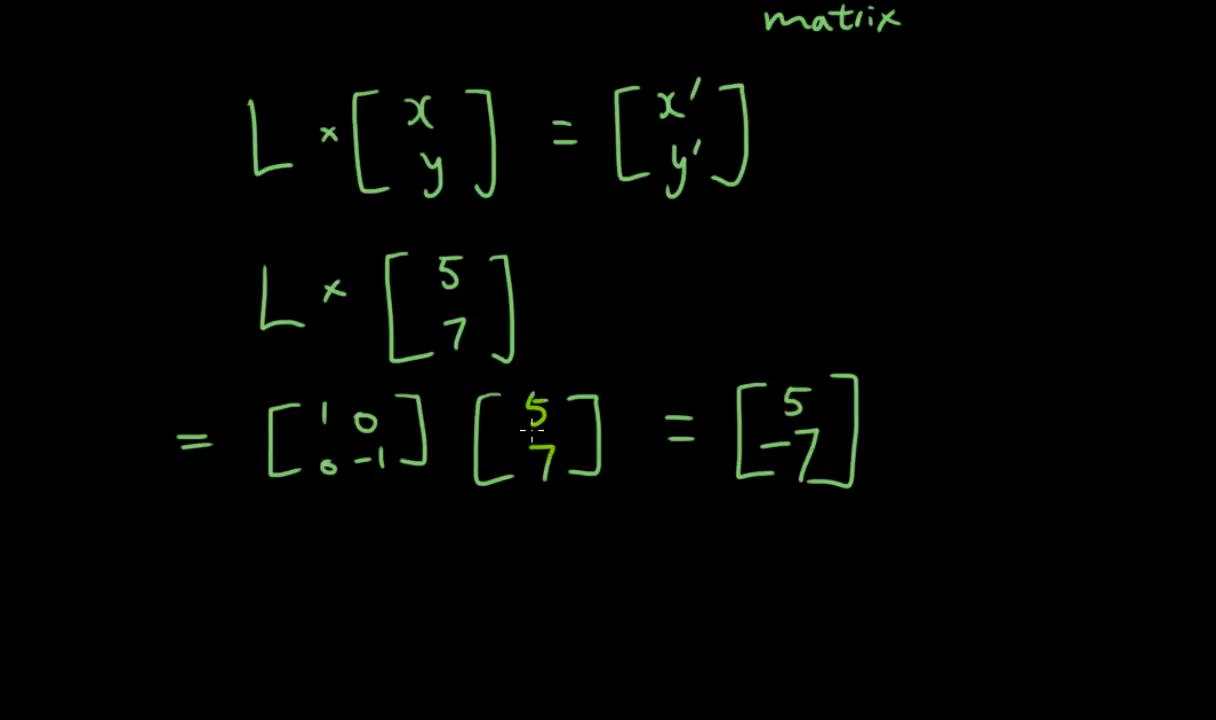 matrix
L × [ x y ] = [ x' y' ]
L × [ 5 7 ]
= [ 1 0 0 -1 ] [ 5 7 ] = [ 5 -7 ]